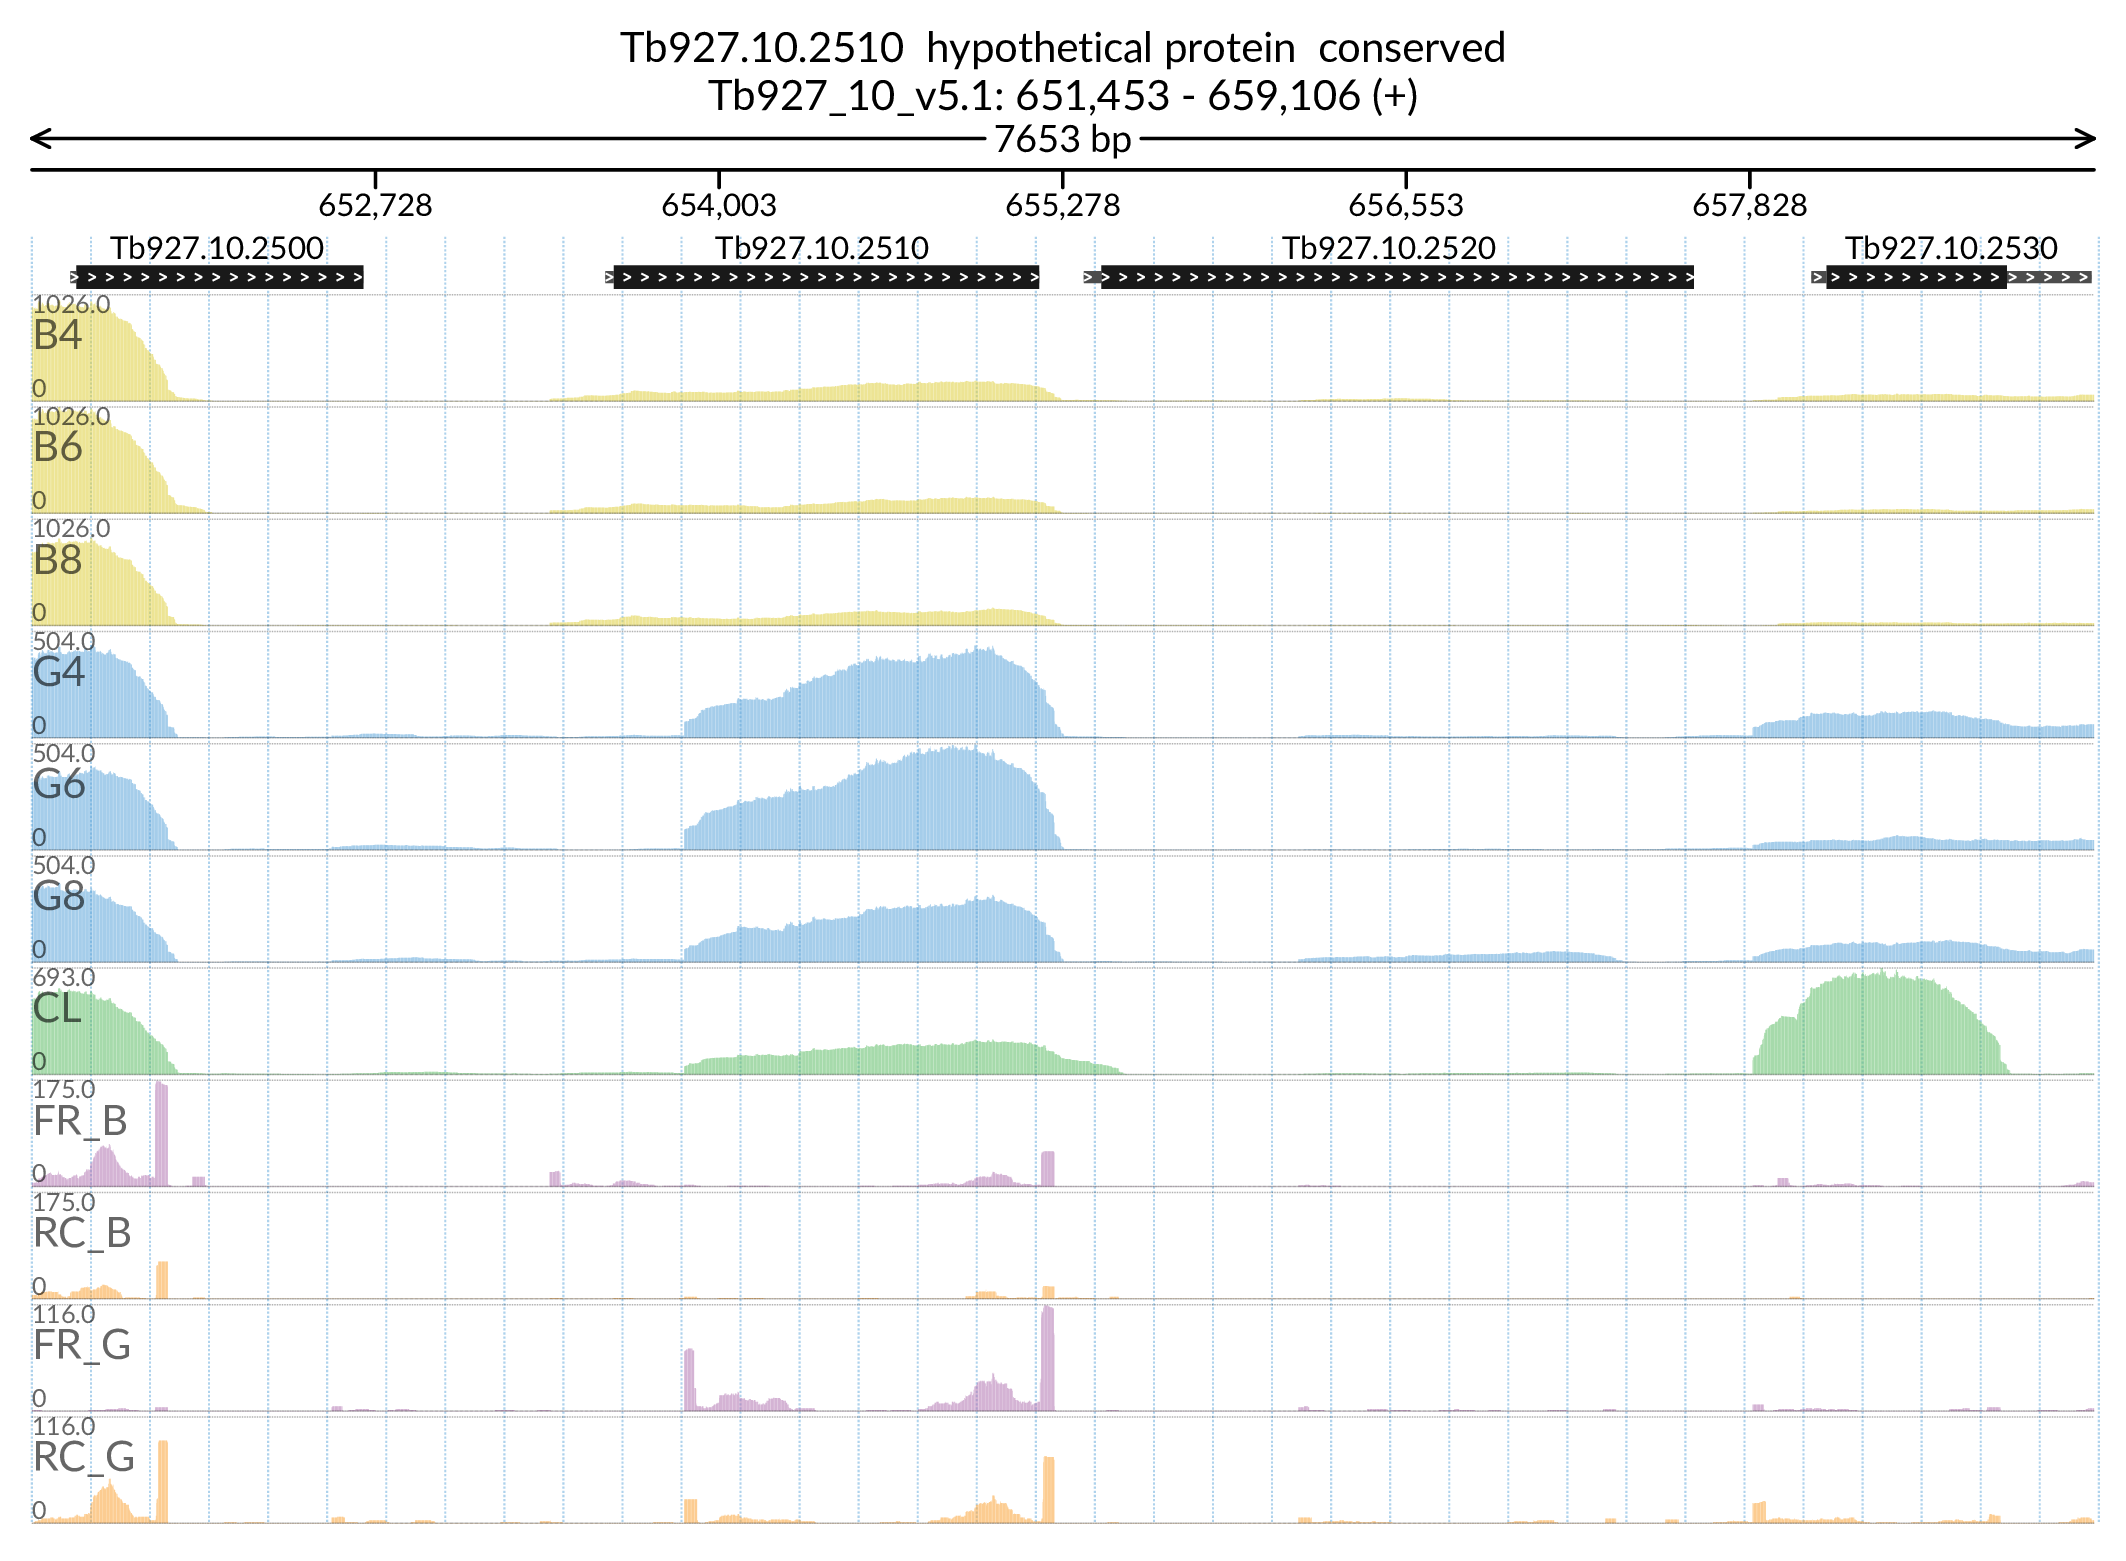 Tb927.10.2510  hypothetical protein  conserved
Tb927_10_v5.1: 651,453 - 659,106 (+)
7653 bp
652,728 654,003 655,278 656,553 657,828
Tb927.10.2500 Tb927.10.2510 Tb927.10.2520 Tb927.10.2530
1026.0
B4
0
1026.0
B6
0
1026.0
B8
0
504.0
G4
0
504.0
G6
0
504.0
G8
0
693.0
CL
0
175.0
FR_B
0
175.0
RC_B
0
116.0
FR_G
0
116.0
RC_G
0